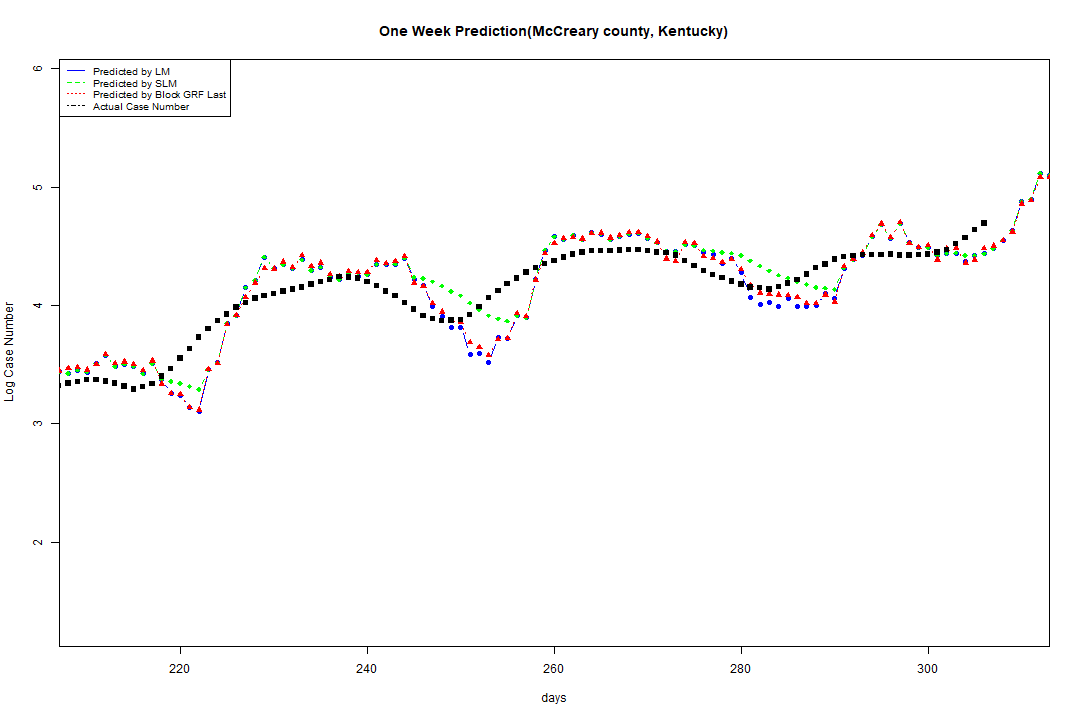 One Week Prediction(McCreary county, Kentucky)
Predicted by LM
Predicted by SLM
Predicted by Block GRF Last
Actual Case Number
6
5
4
3
2
Log Case Number
220 240 260 280 300
days